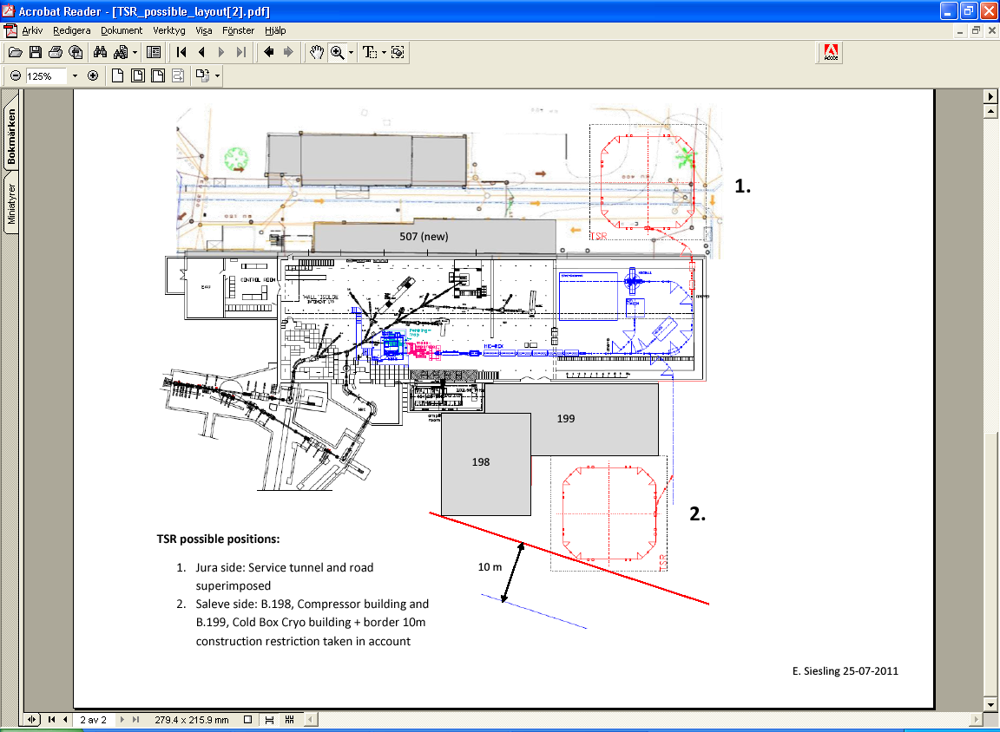 Acrobat Reader - [TSR_possible_layout[2].pdf]
Arkiv Redigera Dokument Verktyg Visa Fönster Hjälp
Adobe
125%
Bokmärken
Miniatyrer
1.
TSR
507 (new)
CONTROL ROOM
199
198
2.
TSR
10 m
TSR possible positions:
1. Jura side: Service tunnel and road
superimposed
2. Saleve side: B.198, Compressor building and
B.199, Cold Box Cryo building + border 10m
construction restriction taken in account
E. Siesling 25-07-2011
2 av 2
279.4 x 215.9 mm